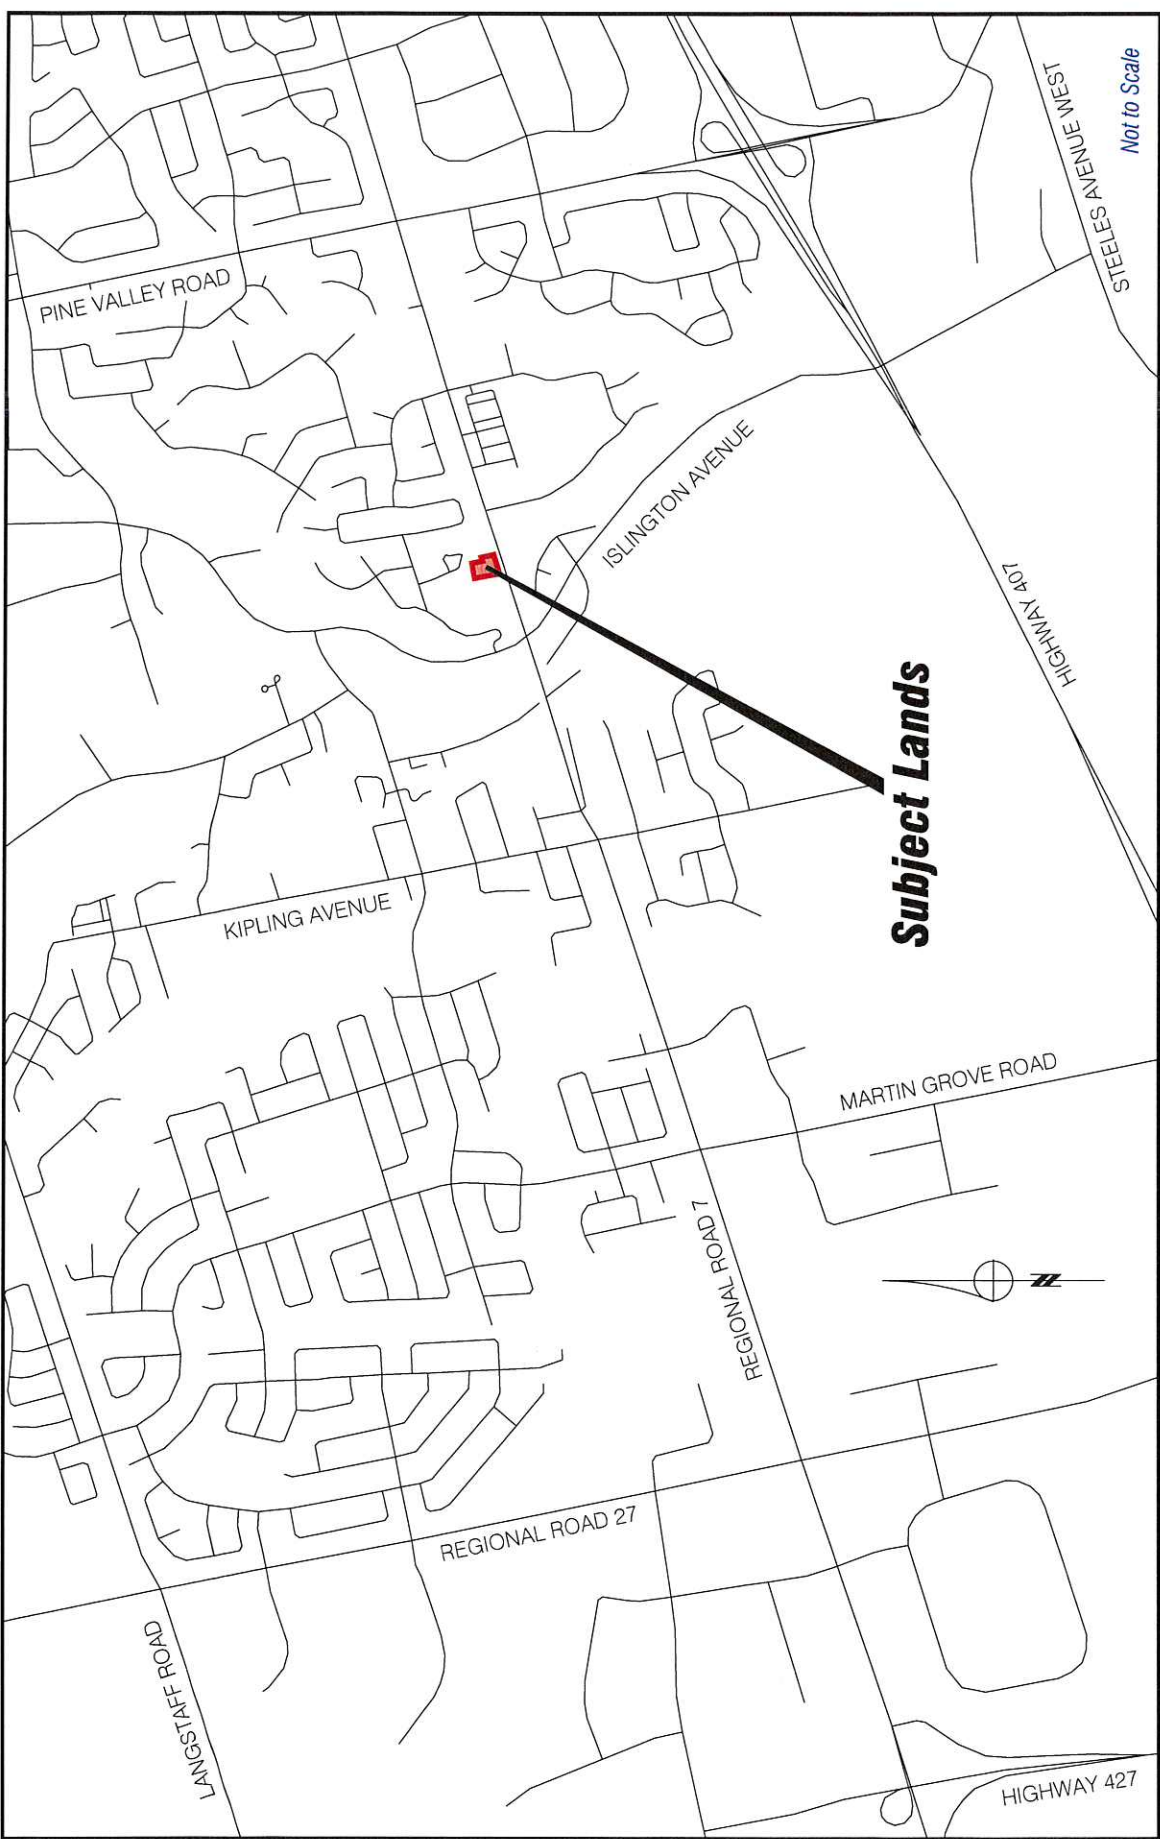 PINE VALLEY ROAD
STEELES AVENUE WEST
Not to Scale
ISLINGTON AVENUE
HIGHWAY 407
Subject Lands
KIPLING AVENUE
MARTIN GROVE ROAD
REGIONAL ROAD 7
N
REGIONAL ROAD 27
LANGSTAFF ROAD
HIGHWAY 427